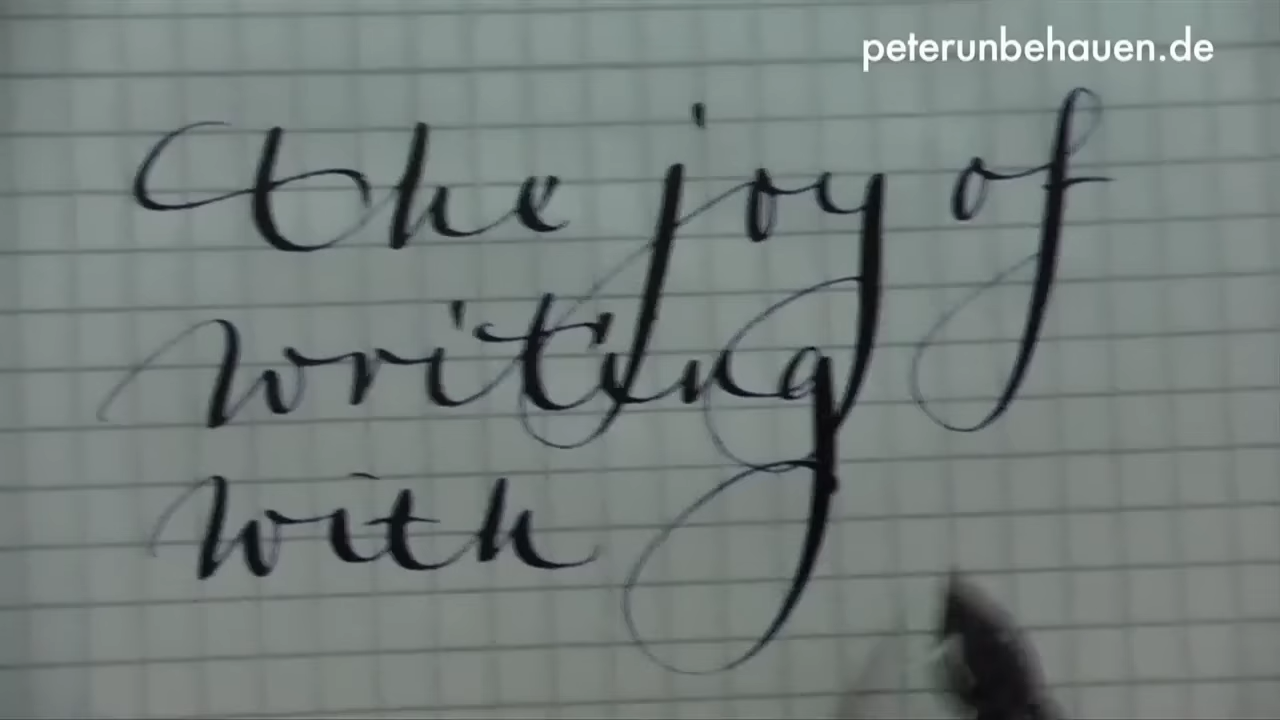 peterunbehauen.de
the joy of
writing
with